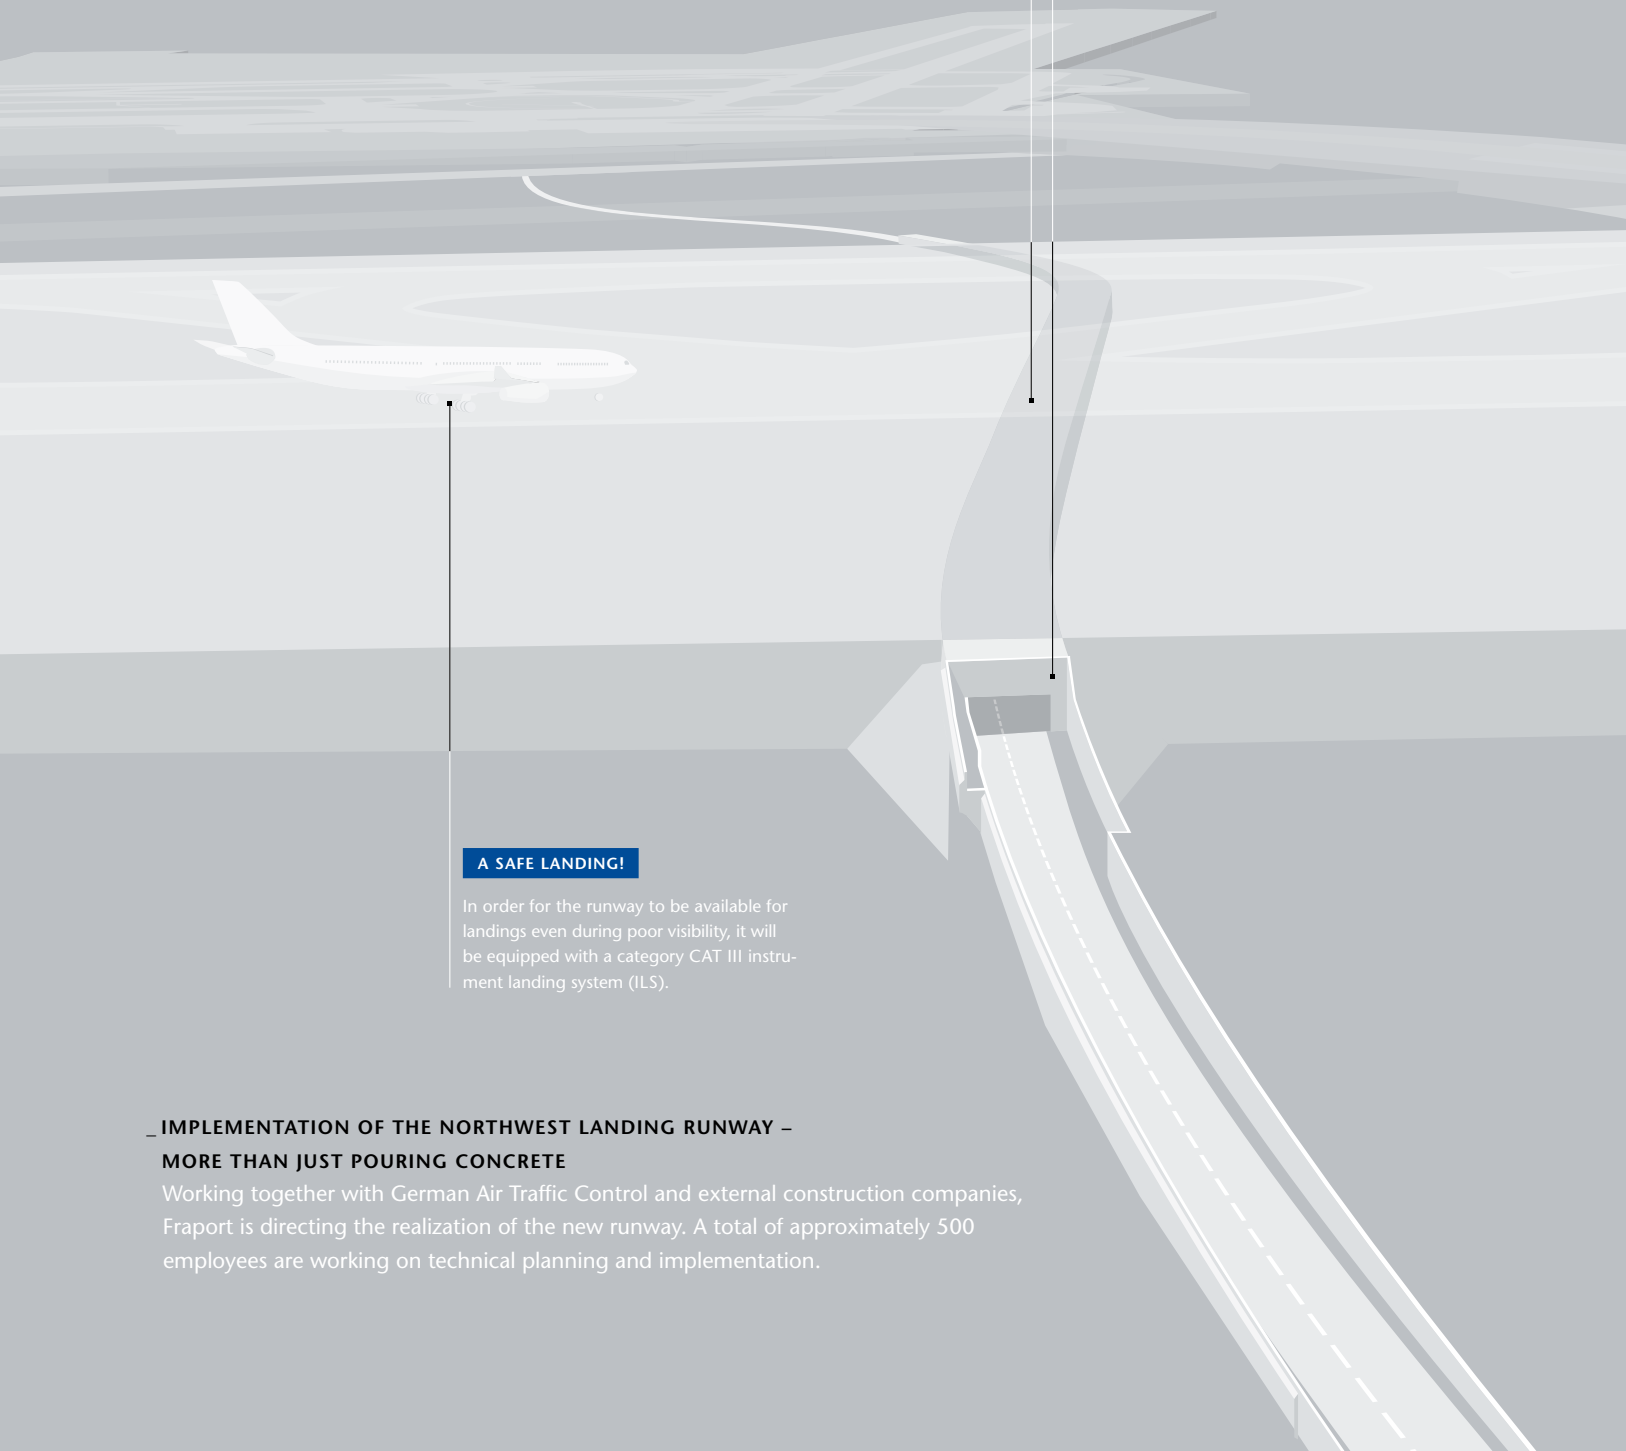 A SAFE LANDING!
In order for the runway to be available for
landings even during poor visibility, it will
be equipped with a category CAT III instru-
ment landing system (ILS).
_IMPLEMENTATION OF THE NORTHWEST LANDING RUNWAY –
MORE THAN JUST POURING CONCRETE
Working together with German Air Traffic Control and external construction companies,
Fraport is directing the realization of the new runway. A total of approximately 500
employees are working on technical planning and implementation.